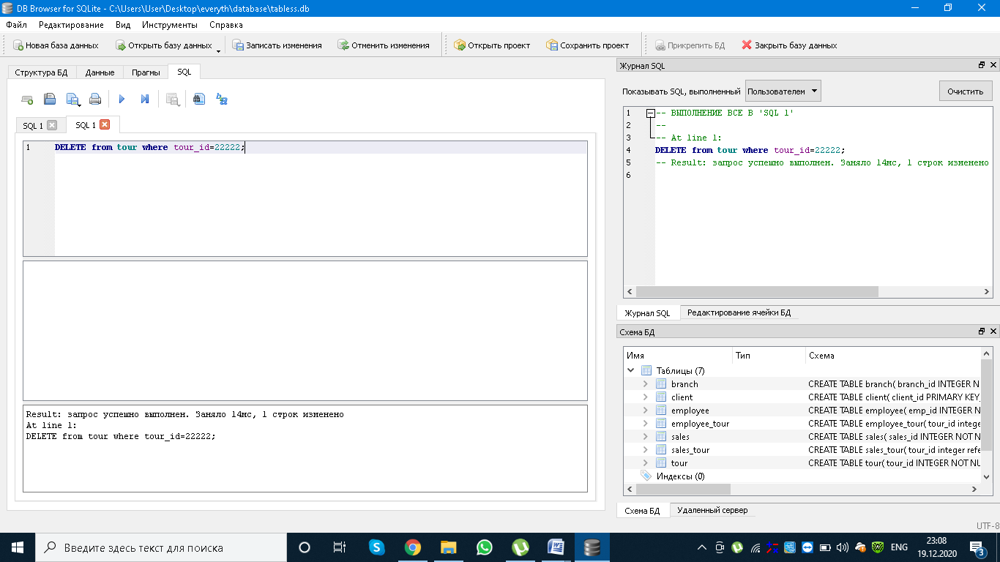 DB Browser for SQLite - C:\Users\User\Desktop\everyth\database\tabless.db
Файл Редактирование Вид Инструменты Справка
Новая база данных Открыть базу данных Записать изменения Отменить изменения Открыть проект Сохранить проект Прикрепить БД Закрыть базу данных
Структура БД Данные Прагмы SQL
SQL 1 SQL 1
1 DELETE from tour where tour_id=22222;
Result: запрос успешно выполнен. Заняло 14мс, 1 строк изменено
At line 1:
DELETE from tour where tour_id=22222;
Журнал SQL
Показывать SQL, выполненный Пользователем Очистить
1 -- ВЫПОЛНЕНИЕ ВСЕ В 'SQL 1'
2 --
3 -- At line 1:
4 DELETE from tour where tour_id=22222;
5 -- Result: запрос успешно выполнен. Заняло 14мс, 1 строк изменено
6
Журнал SQL Редактирование ячейки БД
Схема БД
Имя Тип Схема
Таблицы (7)
branch CREATE TABLE branch( branch_id INTEGER N
client CREATE TABLE client( client_id PRIMARY KEY,
employee CREATE TABLE employee( emp_id INTEGER N
employee_tour CREATE TABLE employee_tour( tour_id intege
sales CREATE TABLE sales( sales_id INTEGER NOT N
sales_tour CREATE TABLE sales_tour( tour_id integer refe
tour CREATE TABLE tour( tour_id INTEGER NOT NU
Индексы (0)
Схема БД Удаленный сервер
UTF-8
Введите здесь текст для поиска
ENG
23:08
19.12.2020
3